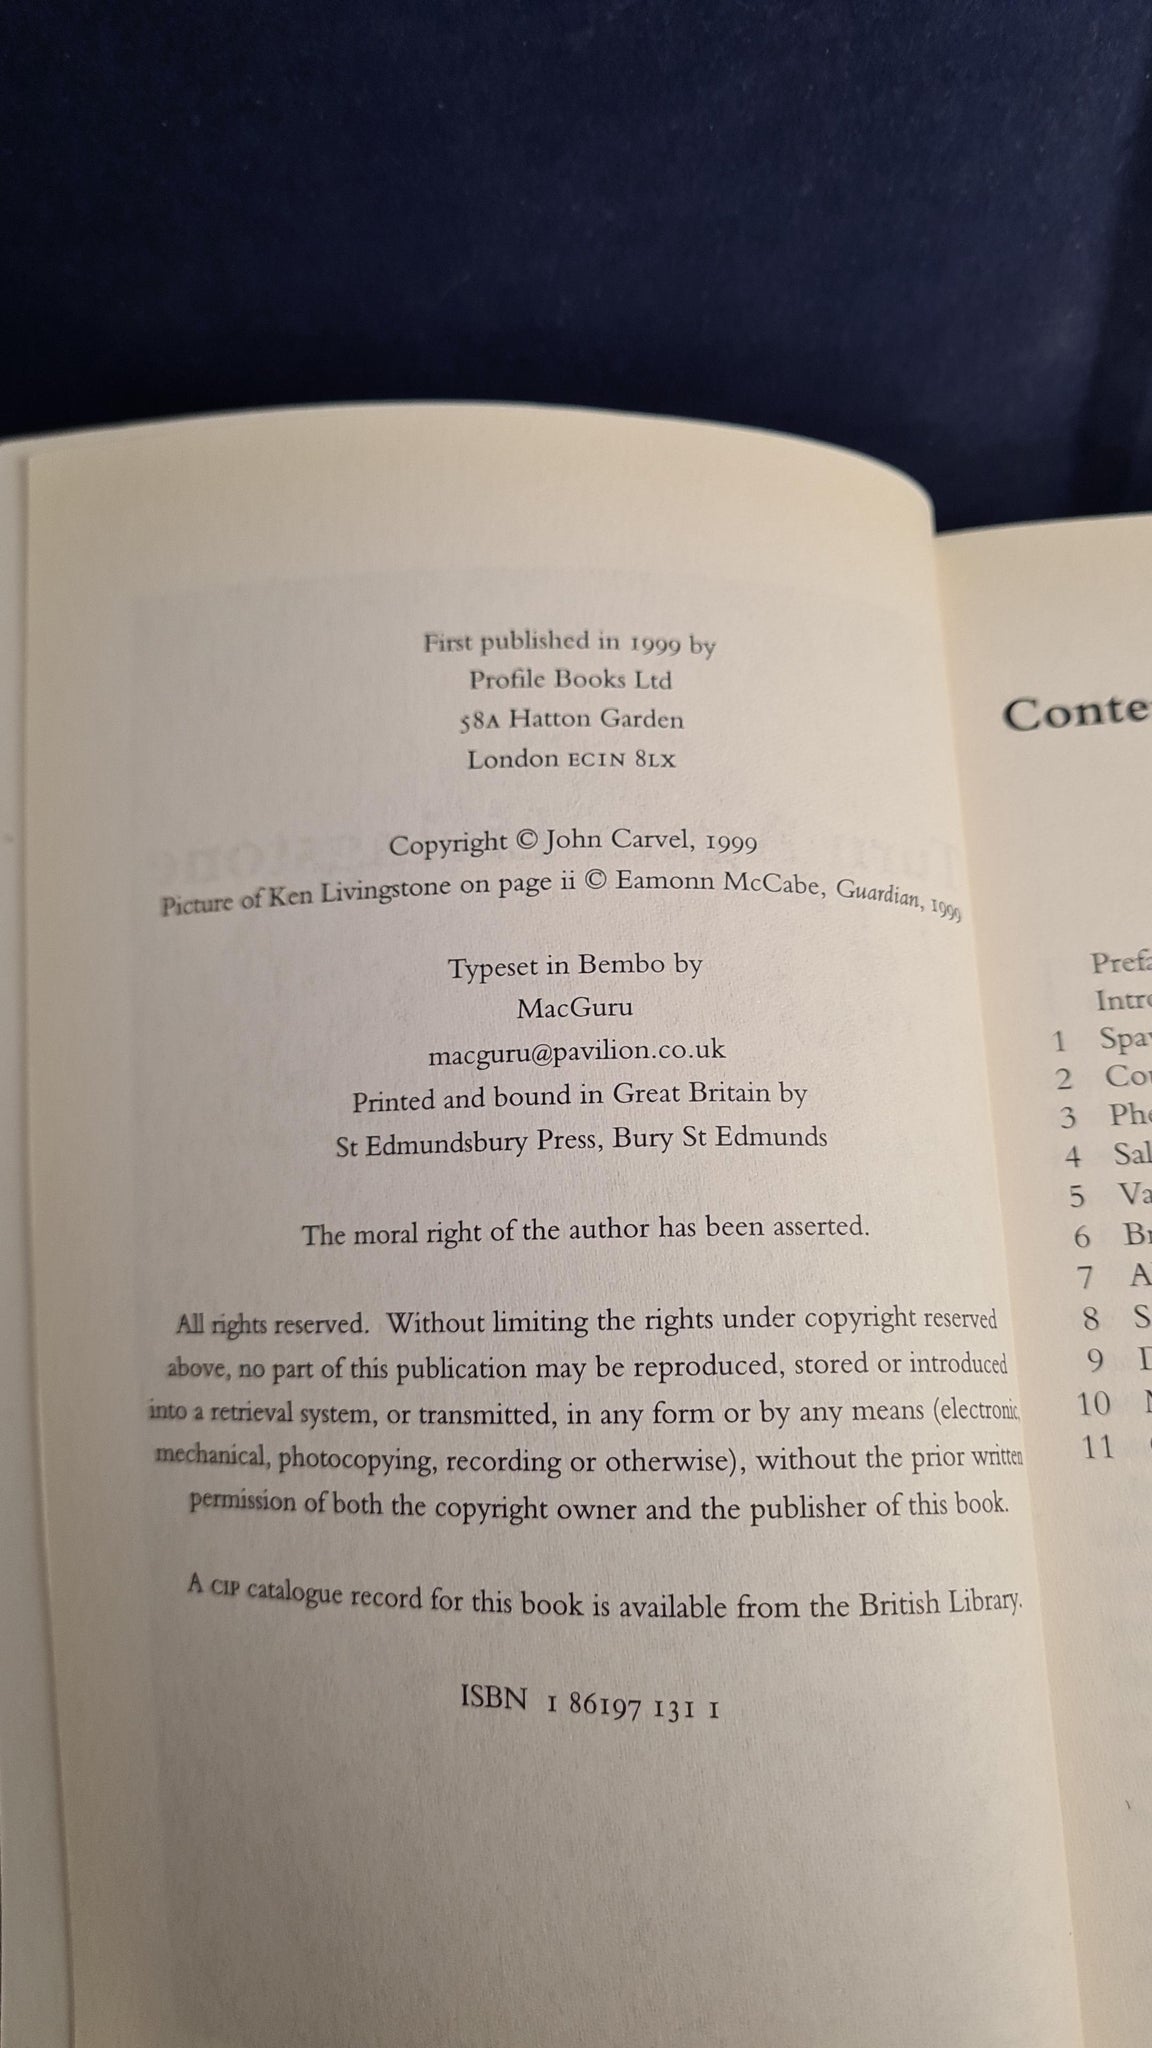 First published in 1999 by
Profile Books Ltd
58A Hatton Garden
London EC1N 8LX
Copyright © John Carvel, 1999
Picture of Ken Livingstone on page ii © Eamonn McCabe, Guardian, 1999
Typeset in Bembo by
MacGuru
macguru@pavilion.co.uk
Printed and bound in Great Britain by
St Edmundsbury Press, Bury St Edmunds
The moral right of the author has been asserted.
All rights reserved. Without limiting the rights under copyright reserved
above, no part of this publication may be reproduced, stored or introduced
into a retrieval system, or transmitted, in any form or by any means (electronic,
mechanical, photocopying, recording or otherwise), without the prior written
permission of both the copyright owner and the publisher of this book.
A CIP catalogue record for this book is available from the British Library.
ISBN 1 86197 131 1
Conte
Prefa
Intro
1 Spa
2 Co
3 Ph
4 Sal
5 Va
6 Br
7 A
8 S
9
10
11